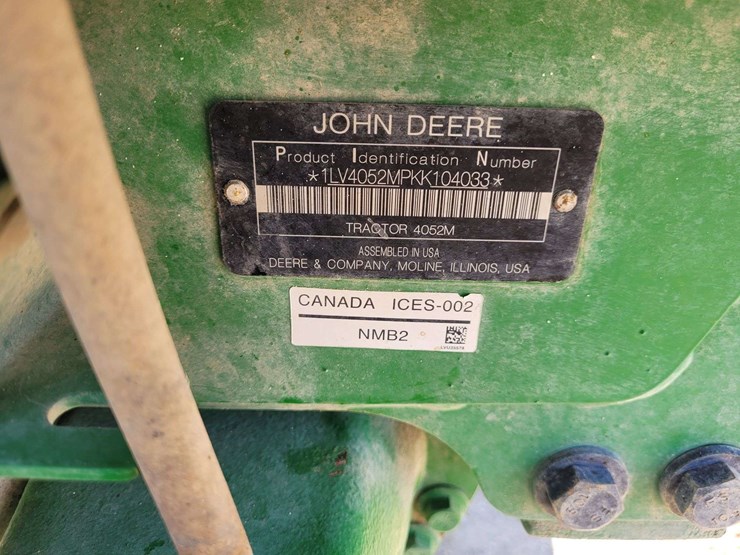 JOHN DEERE
Product Identification Number
*1LV4052MPKK104033*
TRACTOR 4052M
ASSEMBLED IN USA
DEERE & COMPANY, MOLINE, ILLINOIS, USA
CANADA ICES-002
NMB2